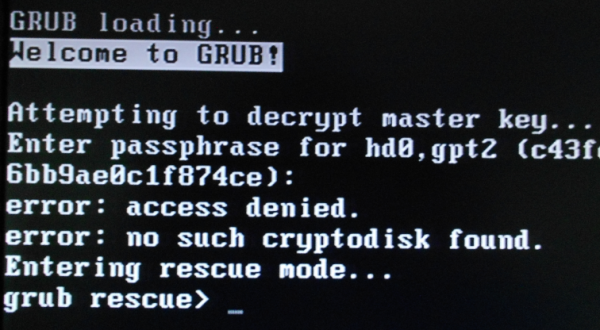 GRUB loading...
Welcome to GRUB!
Attempting to decrypt master key...
Enter passphrase for hd0,gpt2 (c43f
6bb9ae0c1f874ce):
error: access denied.
error: no such cryptodisk found.
Entering rescue mode...
grub rescue> _